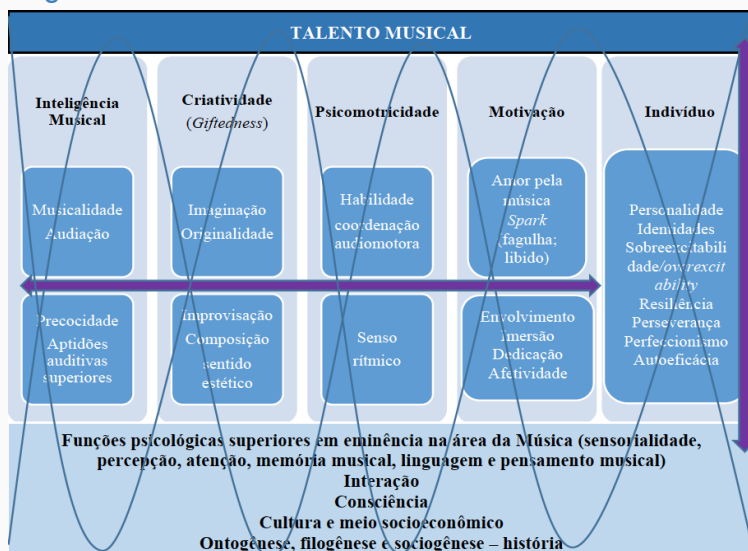 TALENTO MUSICAL
Inteligência
Musical
Musicalidade
Audiação
Precocidade
Aptidões
auditivas
superiores
Criatividade
(Giftedness)
Imaginação
Originalidade
Improvisação
Composição
sentido
estético
Psicomotricidade
Habilidade
coordenação
audiomotora
Senso
rítmico
Motivação
Amor pela
música
Spark
(fagulha;
libido)
Envolvimento
Imersão
Dedicação
Afetividade
Indivíduo
Personalidade
Identidades
Sobreexcitabili
dade/overexcit
ability
Resiliência
Perseverança
Perfeccionismo
Autoeficácia
Funções psicológicas superiores em eminência na área da Música (sensorialidade,
percepção, atenção, memória musical, linguagem e pensamento musical)
Interação
Consciência
Cultura e meio socioeconômico
Ontogênese, filogênese e sociogênese – história